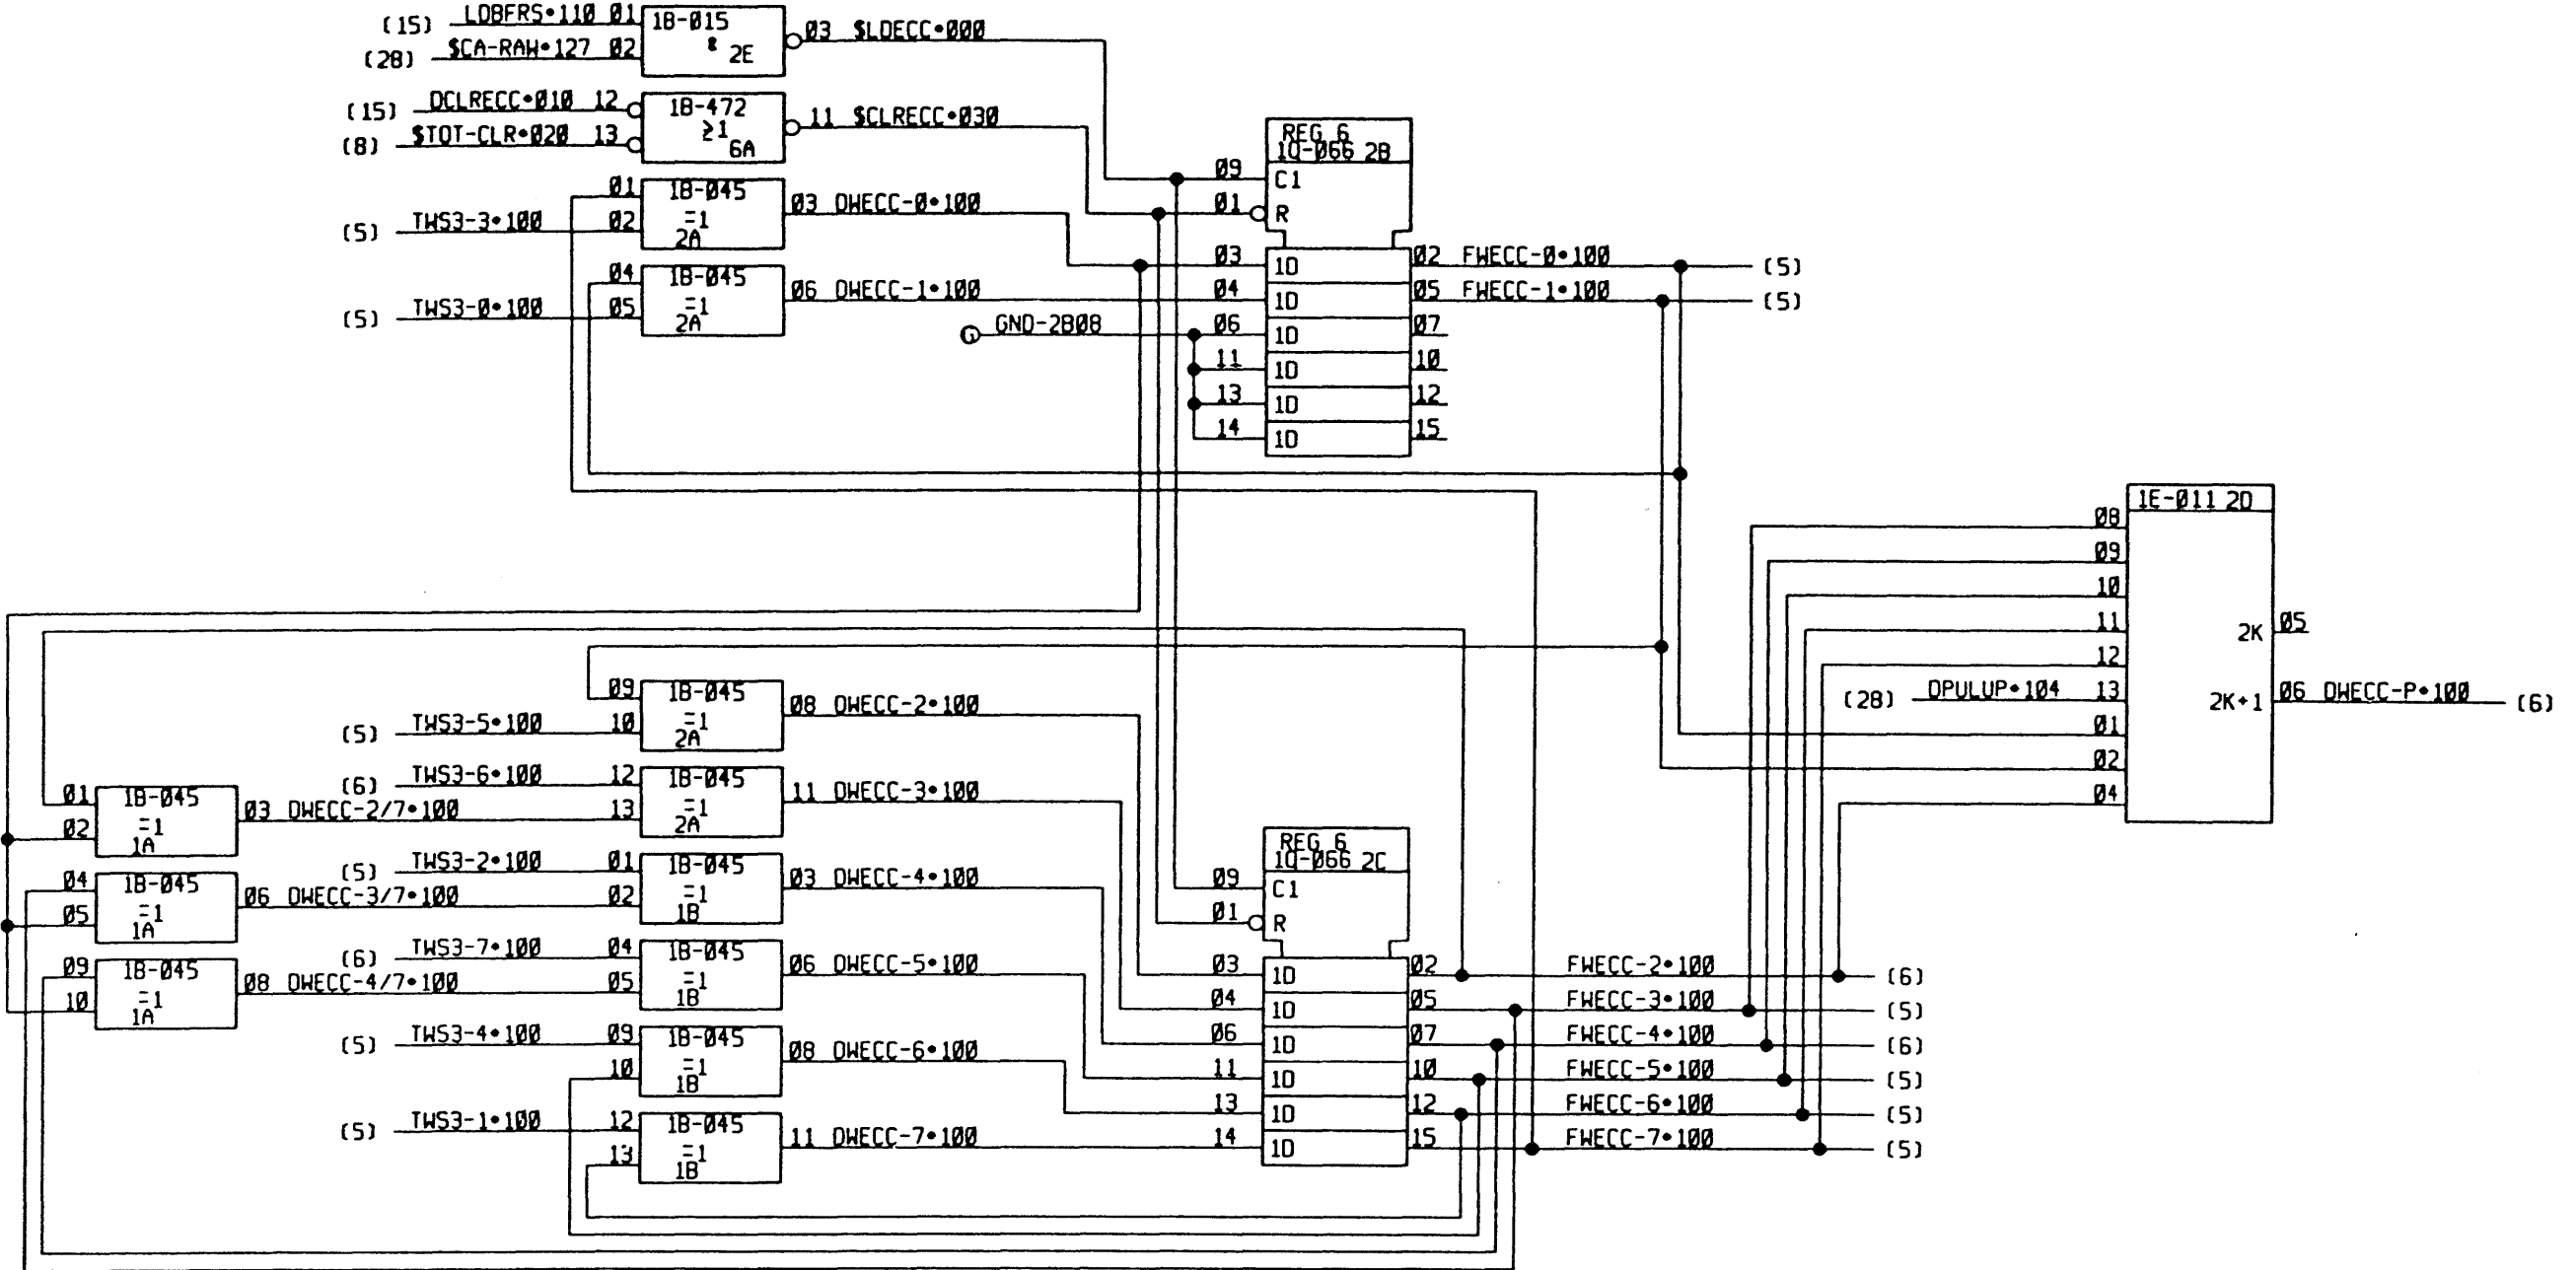 (15) LDBFRS•110 01 1B-015 03 $LDECC•000
(28) $CA-RAW•127 02 & 2E
(15) DCLRECC•010 12 1B-472 11 $CLRECC•030
(8) $TOT-CLR•020 13 ≥1 6A
REG 6
1Q-066 2B
09 C1
01 R
01 1B-045 03 DWECC-0•100
(5) TWS3-3•100 02 =1
2A
03 1D 02 FWECC-0•100 (5)
04 1B-045 06 DWECC-1•100 04 1D 05 FWECC-1•100 (5)
(5) TWS3-0•100 05 =1
2A
G GND-2B08 06 1D 07
11 1D 10
13 1D 12
14 1D 15
1E-011 2D
08
09
10
11
2K 05
12
(28) DPULUP•104 13 2K+1 06 DWECC-P•100 (6)
01
02
04
09 1B-045 08 DWECC-2•100
(5) TWS3-5•100 10 =1
2A
(6) TWS3-6•100 12 1B-045 11 DWECC-3•100
01 1B-045 03 DWECC-2/7•100 13 =1
02 =1 2A
1A
(5) TWS3-2•100 01 1B-045 03 DWECC-4•100
04 1B-045 06 DWECC-3/7•100 02 =1
05 =1 1B
1A
(6) TWS3-7•100 04 1B-045 06 DWECC-5•100
09 1B-045 08 DWECC-4/7•100 05 =1
10 =1 1B
1A
(5) TWS3-4•100 09 1B-045 08 DWECC-6•100
10 =1
1B
(5) TWS3-1•100 12 1B-045 11 DWECC-7•100
13 =1
1B
REG 6
1Q-066 2C
09 C1
01 R
03 1D 02 FWECC-2•100 (6)
04 1D 05 FWECC-3•100 (5)
06 1D 07 FWECC-4•100 (6)
11 1D 10 FWECC-5•100 (5)
13 1D 12 FWECC-6•100 (5)
14 1D 15 FWECC-7•100 (5)